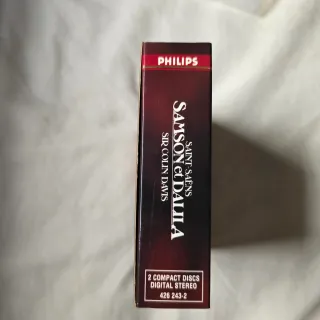 PHILIPS
SAINT-SAËNS
SAMSON et DALILA
SIR COLIN DAVIS
2 COMPACT DISCS
DIGITAL STEREO
426 243-2